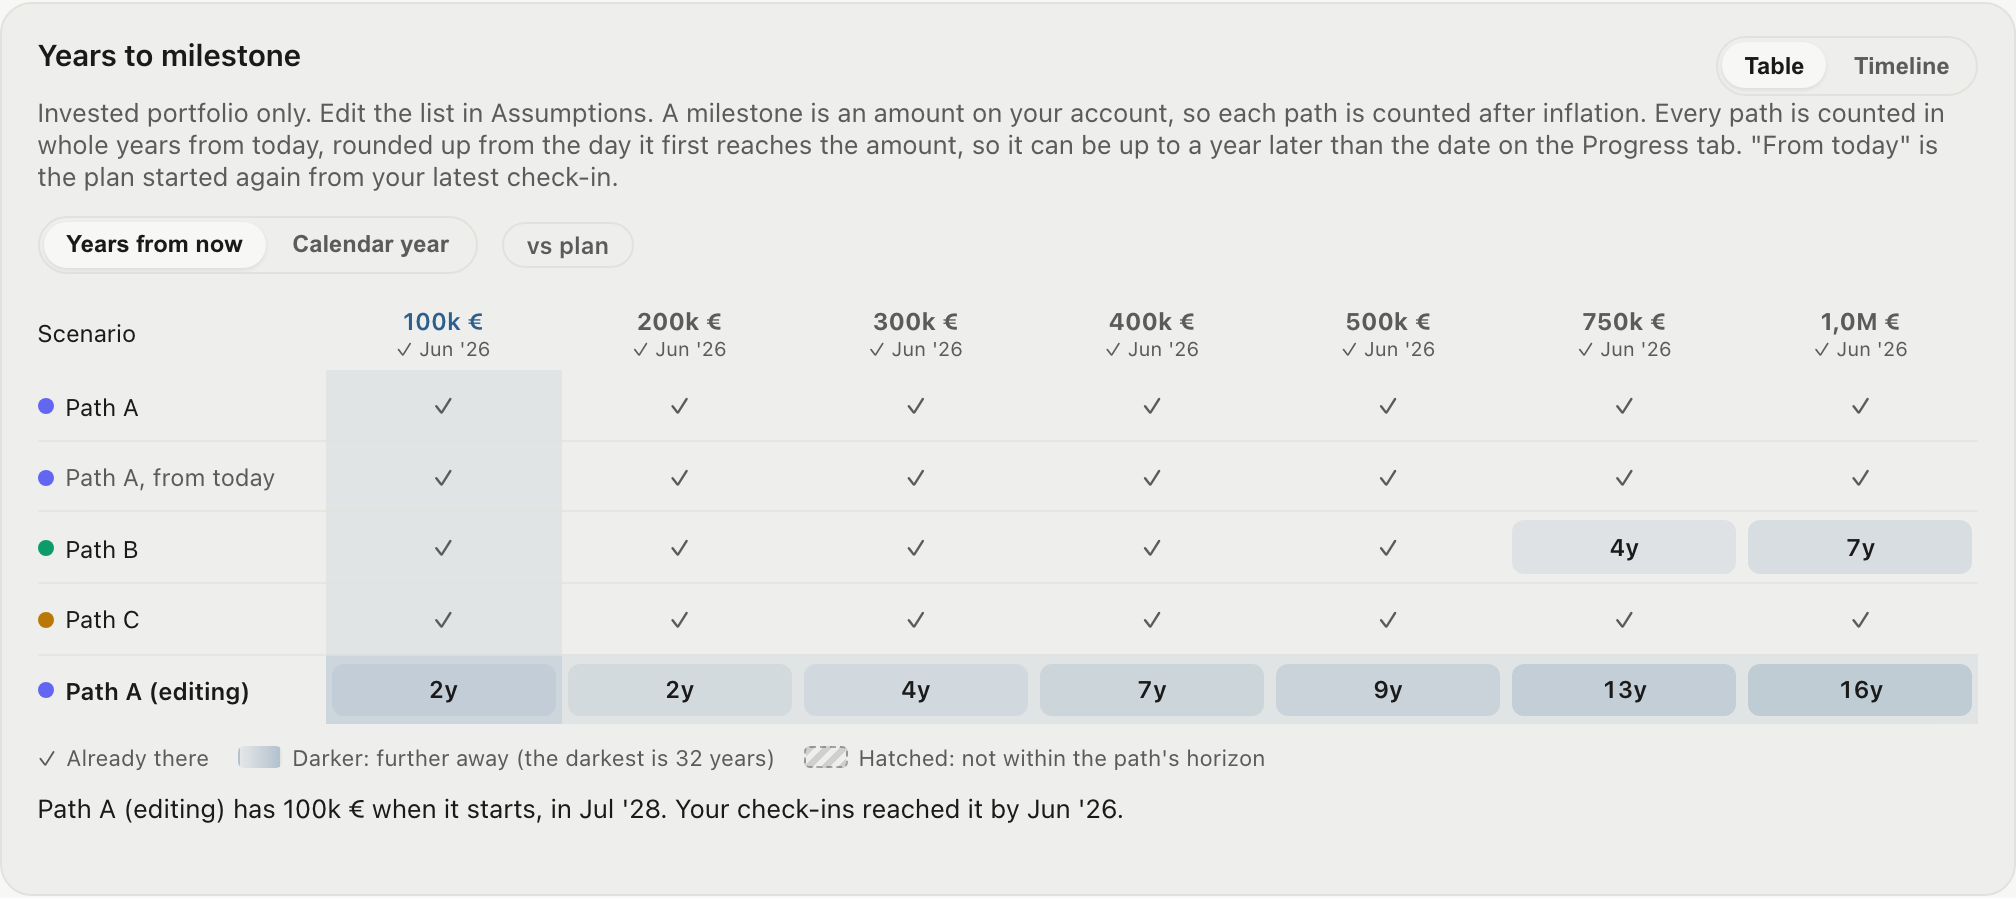 Years to milestone
Table Timeline
Invested portfolio only. Edit the list in Assumptions. A milestone is an amount on your account, so each path is counted after inflation. Every path is counted in
whole years from today, rounded up from the day it first reaches the amount, so it can be up to a year later than the date on the Progress tab. "From today" is
the plan started again from your latest check-in.
Years from now Calendar year vs plan
Scenario 100k € 200k € 300k € 400k € 500k € 750k € 1,0M €
✓ Jun '26 ✓ Jun '26 ✓ Jun '26 ✓ Jun '26 ✓ Jun '26 ✓ Jun '26 ✓ Jun '26
Path A ✓ ✓ ✓ ✓ ✓ ✓ ✓
Path A, from today ✓ ✓ ✓ ✓ ✓ ✓ ✓
Path B ✓ ✓ ✓ ✓ ✓ 4y 7y
Path C ✓ ✓ ✓ ✓ ✓ ✓ ✓
Path A (editing) 2y 2y 4y 7y 9y 13y 16y
✓ Already there Darker: further away (the darkest is 32 years) Hatched: not within the path's horizon
Path A (editing) has 100k € when it starts, in Jul '28. Your check-ins reached it by Jun '26.